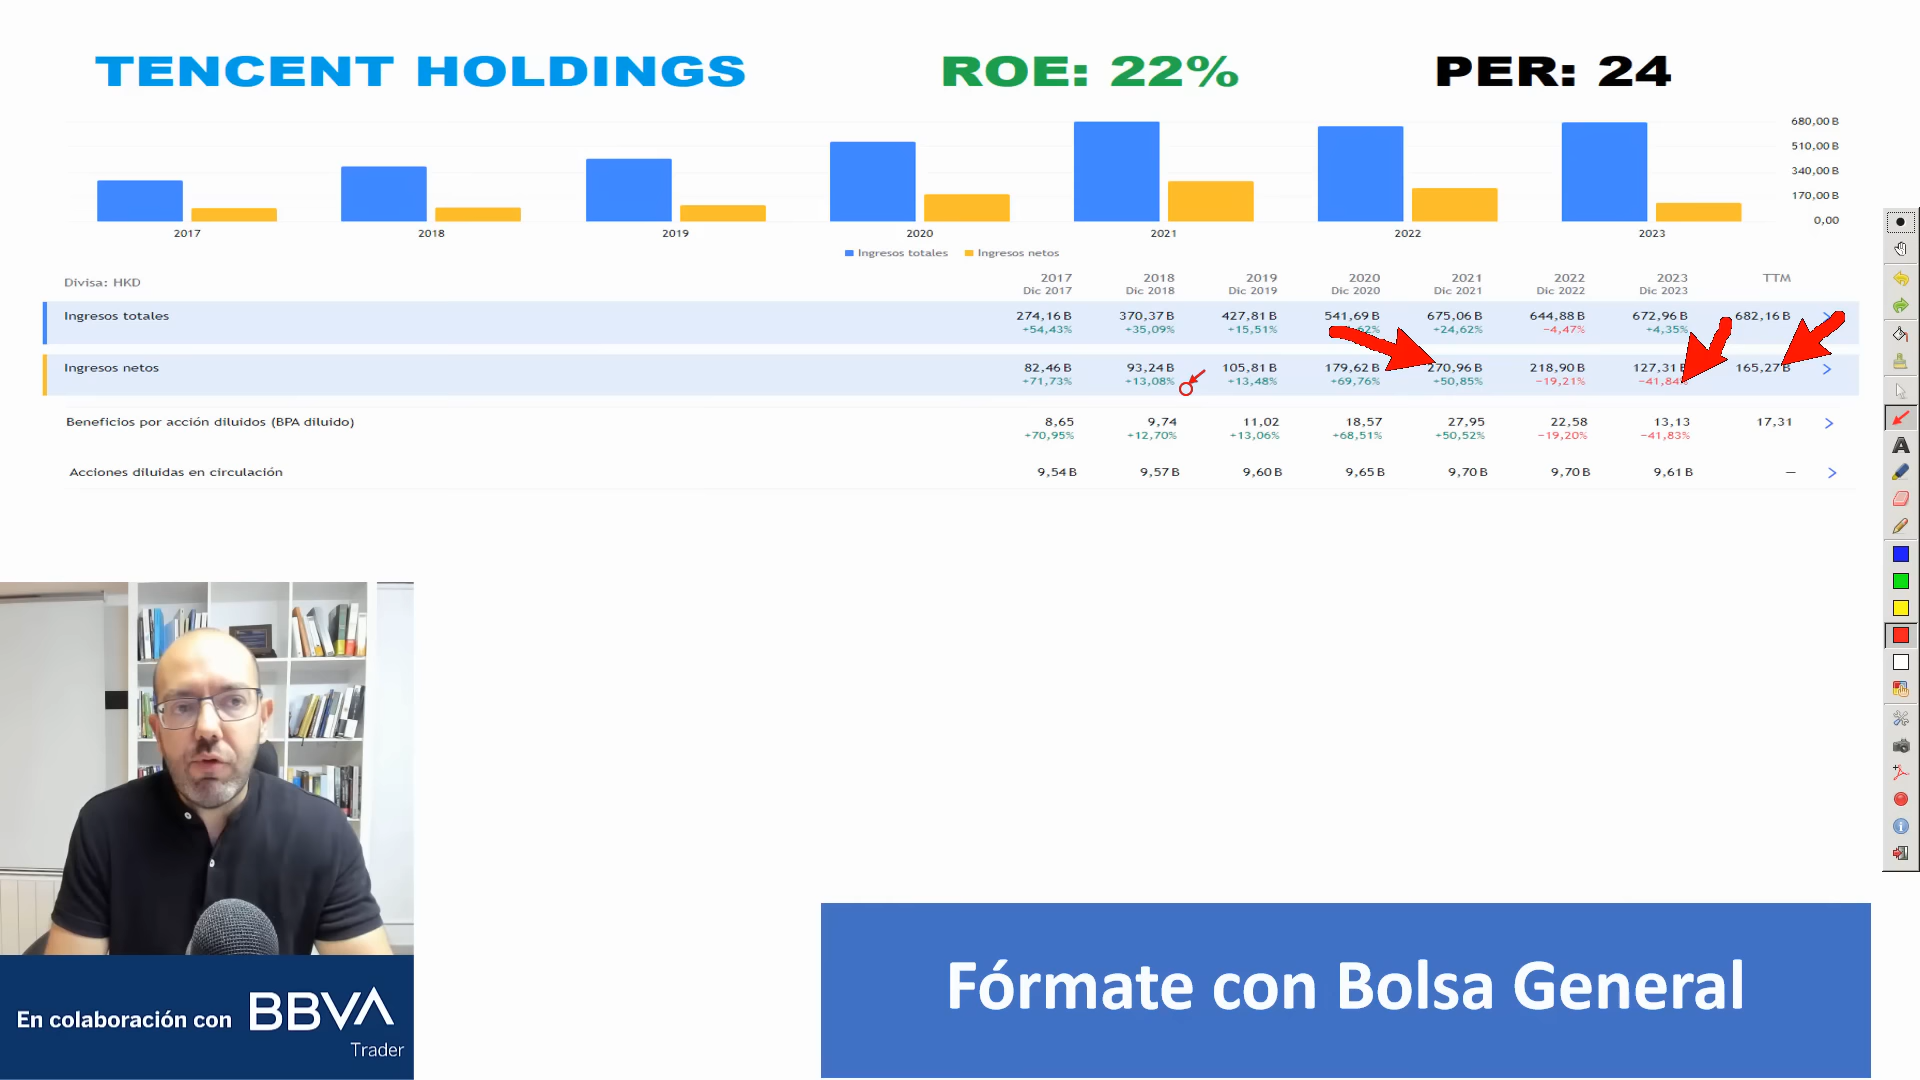 TENCENT HOLDINGS ROE: 22% PER: 24
680,00 B
510,00 B
340,00 B
170,00 B
0,00
2017 2018 2019 2020 2021 2022 2023
Ingresos totales Ingresos netos
Divisa: HKD 2017 2018 2019 2020 2021 2022 2023 TTM
Dic 2017 Dic 2018 Dic 2019 Dic 2020 Dic 2021 Dic 2022 Dic 2023
Ingresos totales 274,16 B 370,37 B 427,81 B 541,69 B 675,06 B 644,88 B 672,96 B 682,16 B
+54,43% +35,09% +15,51% 62% +24,62% −4,47% +4,35%
Ingresos netos 82,46 B 93,24 B 105,81 B 179,62 B 270,96 B 218,90 B 127,31 B 165,27 B
+71,73% +13,08% +13,48% +69,76% +50,85% −19,21% −41,84%
Beneficios por acción diluidos (BPA diluido) 8,65 9,74 11,02 18,57 27,95 22,58 13,13 17,31
+70,95% +12,70% +13,06% +68,51% +50,52% −19,20% −41,83%
Acciones diluidas en circulación 9,54 B 9,57 B 9,60 B 9,65 B 9,70 B 9,70 B 9,61 B —
En colaboración con BBVA
Trader
Fórmate con Bolsa General